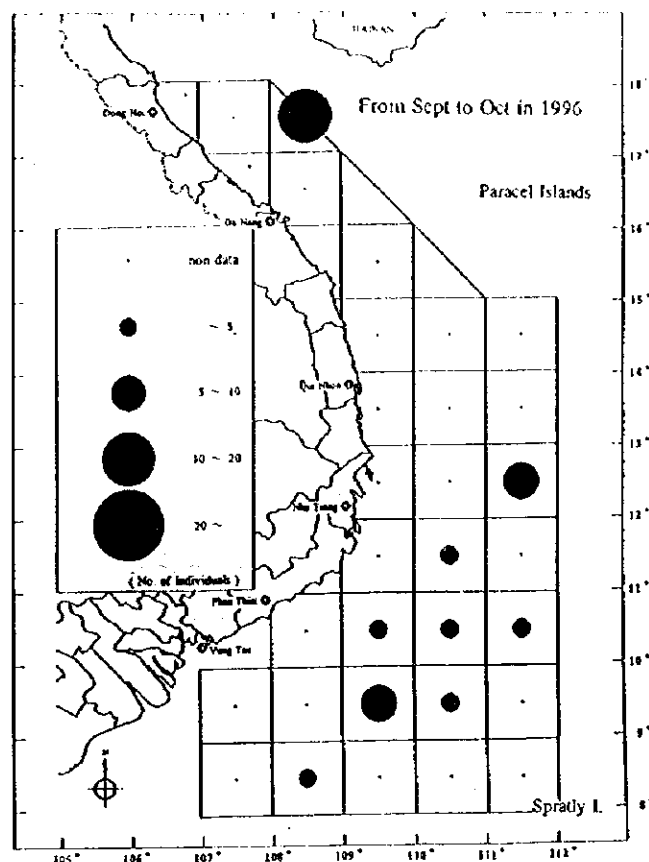 HAINAN
18°
From Sept to Oct in 1996
Dong Hoi
17°
Paracel Islands
Da Nang
16°
non data
15°
~ 5
14°
5 ~ 10
Qui Nhon
13°
10 ~ 20
Nha Trang
12°
20 ~
( No. of Individuals )
11°
Phan Thiet
Vung Tau
10°
9°
N
Spratly I.
8°
105° 106° 107° 108° 109° 110° 111° 112°